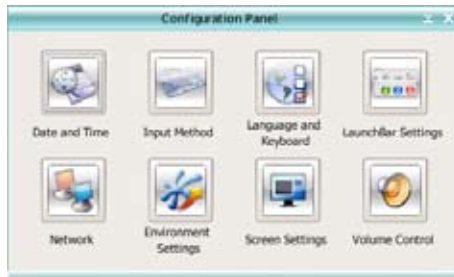 Configuration Panel
Date and Time
Input Method
Language and
Keyboard
LaunchBar Settings
Network
Environment
Settings
Screen Settings
Volume Control